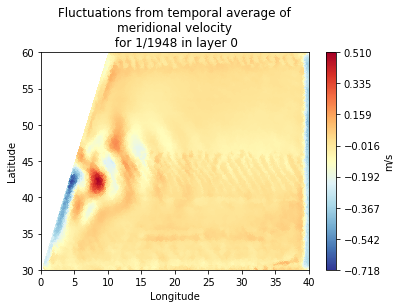 Fluctuations from temporal average of
meridional velocity
for 1/1948 in layer 0
60
55
50
45
40
35
30
Latitude
0 5 10 15 20 25 30 35 40
Longitude
0.510
0.335
0.159
−0.016
−0.192
−0.367
−0.542
−0.718
m/s